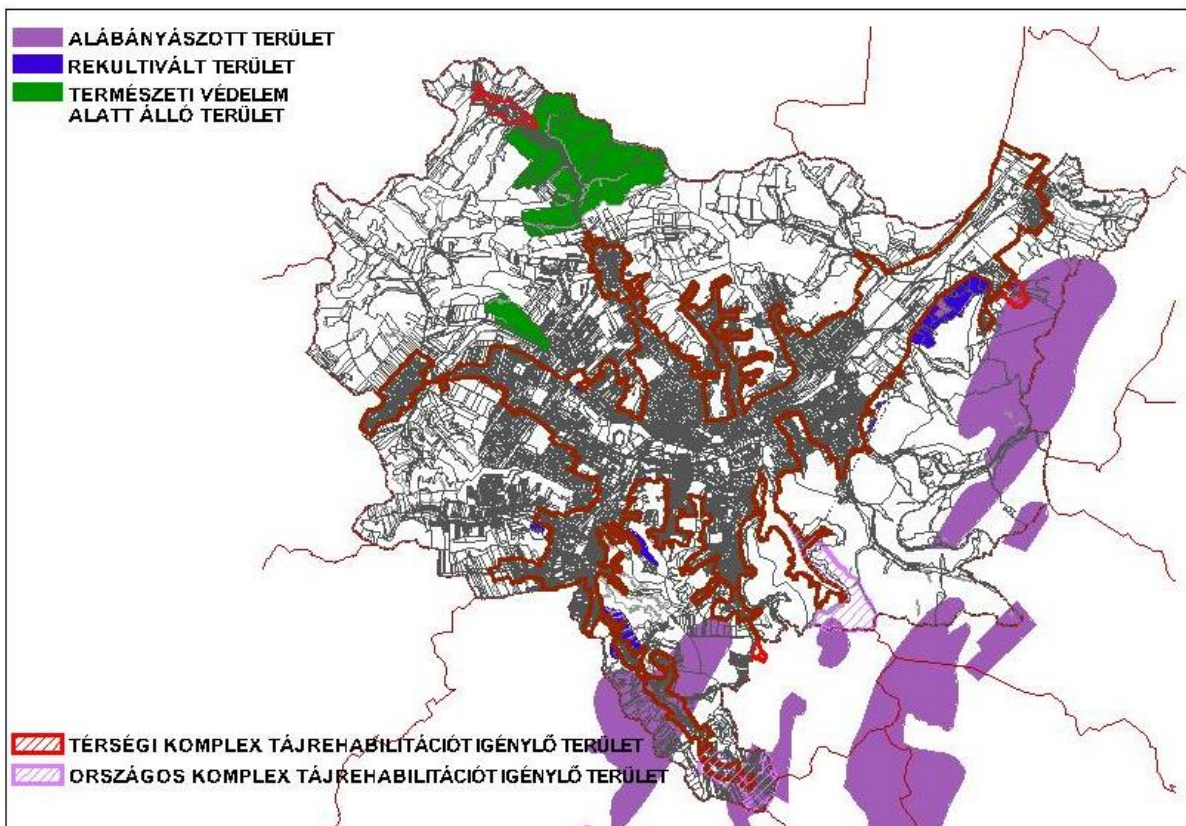 ALÁBÁNYÁSZOTT TERÜLET
REKULTIVÁLT TERÜLET
TERMÉSZETI VÉDELEM
ALATT ÁLLÓ TERÜLET
TÉRSÉGI KOMPLEX TÁJREHABILITÁCIÓT IGÉNYLŐ TERÜLET
ORSZÁGOS KOMPLEX TÁJREHABILITÁCIÓT IGÉNYLŐ TERÜLET